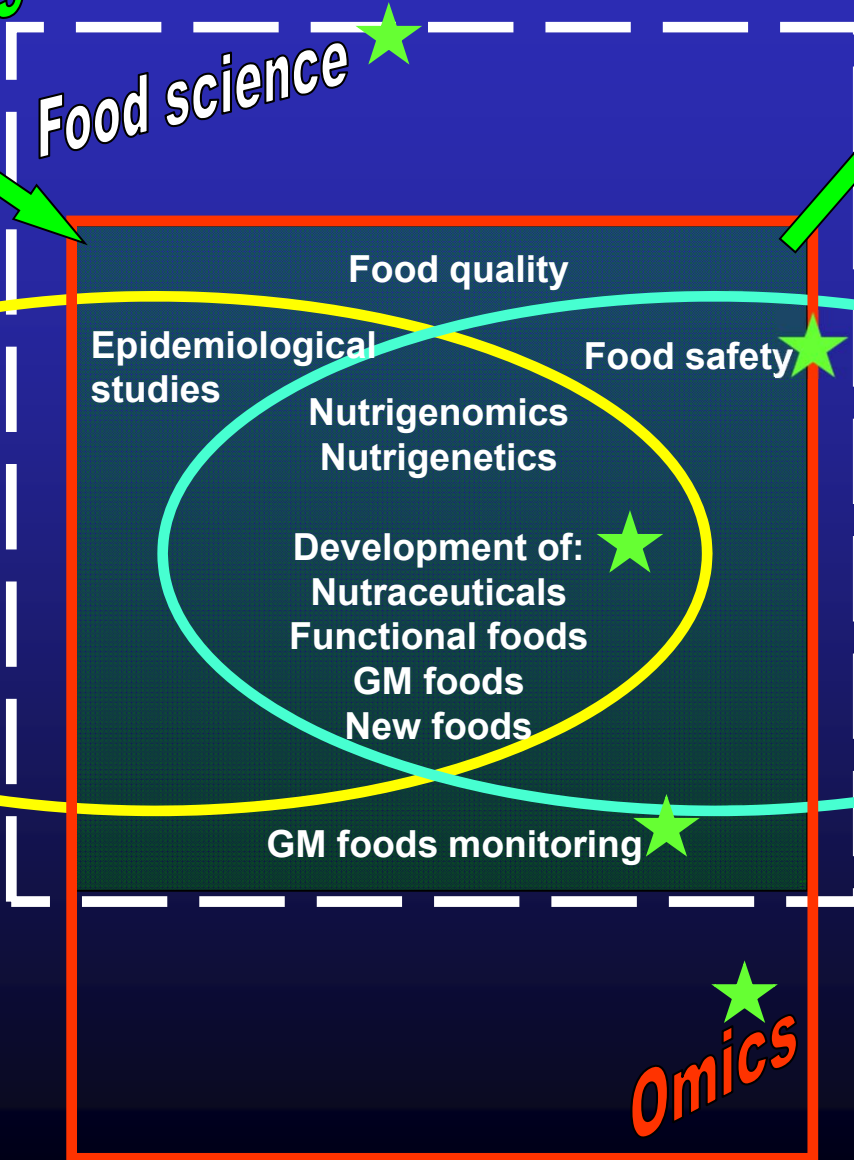 Food science
Food quality
Epidemiological
studies
Food safety
Nutrigenomics
Nutrigenetics
Development of:
Nutraceuticals
Functional foods
GM foods
New foods
GM foods monitoring
Omics